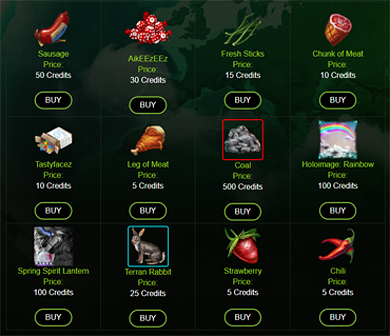 Sausage
Price:
50 Credits
BUY
AikEEzEEz
Price:
30 Credits
BUY
Fresh Sticks
Price:
15 Credits
BUY
Chunk of Meat
Price:
10 Credits
BUY
Tastyfacez
Price:
10 Credits
BUY
Leg of Meat
Price:
5 Credits
BUY
Coal
Price:
500 Credits
BUY
Holoimage: Rainbow
Price:
100 Credits
BUY
Spring Spirit Lantern
Price:
100 Credits
BUY
Terran Rabbit
Price:
25 Credits
BUY
Strawberry
Price:
5 Credits
BUY
Chili
Price:
5 Credits
BUY